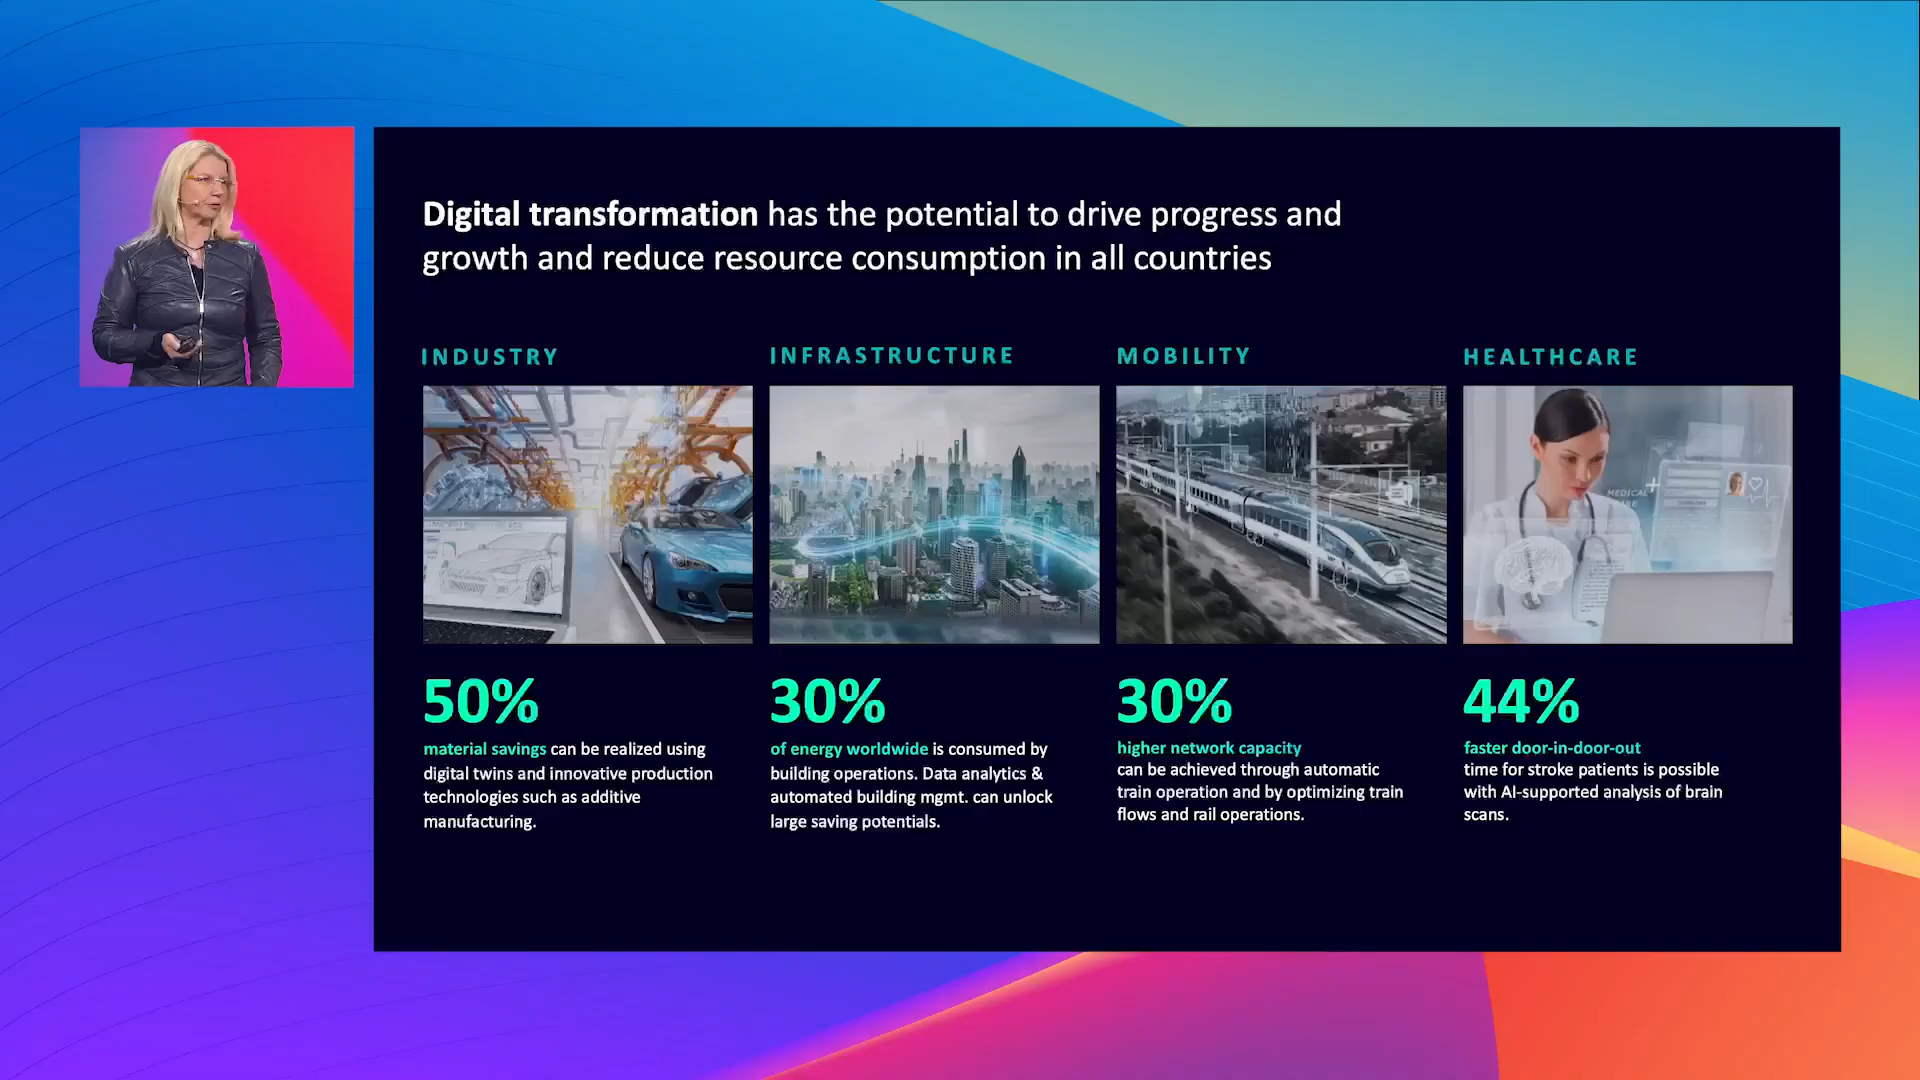 Digital transformation has the potential to drive progress and
growth and reduce resource consumption in all countries
INDUSTRY
50%
material savings can be realized using
digital twins and innovative production
technologies such as additive
manufacturing.
INFRASTRUCTURE
30%
of energy worldwide is consumed by
building operations. Data analytics &
automated building mgmt. can unlock
large saving potentials.
MOBILITY
30%
higher network capacity
can be achieved through automatic
train operation and by optimizing train
flows and rail operations.
HEALTHCARE
MEDICAL
44%
faster door-in-door-out
time for stroke patients is possible
with AI-supported analysis of brain
scans.